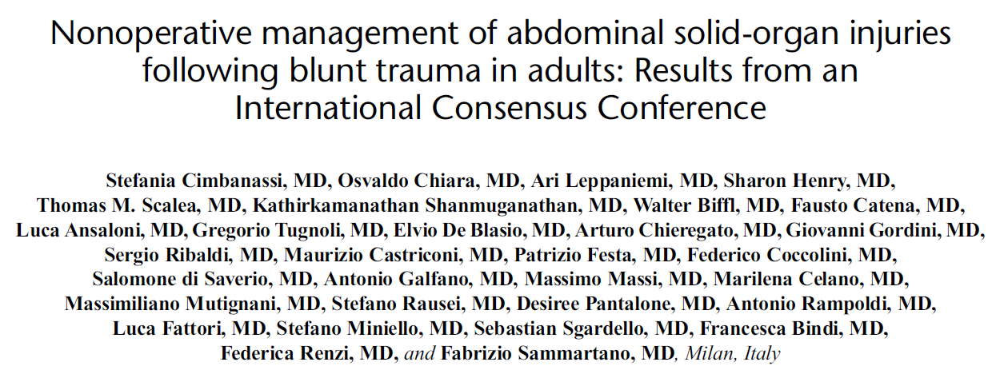 Nonoperative management of abdominal solid-organ injuries
following blunt trauma in adults: Results from an
International Consensus Conference
Stefania Cimbanassi, MD, Osvaldo Chiara, MD, Ari Leppaniemi, MD, Sharon Henry, MD,
Thomas M. Scalea, MD, Kathirkamanathan Shanmuganathan, MD, Walter Biffl, MD, Fausto Catena, MD,
Luca Ansaloni, MD, Gregorio Tugnoli, MD, Elvio De Blasio, MD, Arturo Chieregato, MD, Giovanni Gordini, MD,
Sergio Ribaldi, MD, Maurizio Castriconi, MD, Patrizio Festa, MD, Federico Coccolini, MD,
Salomone di Saverio, MD, Antonio Galfano, MD, Massimo Massi, MD, Marilena Celano, MD,
Massimiliano Mutignani, MD, Stefano Rausei, MD, Desiree Pantalone, MD, Antonio Rampoldi, MD,
Luca Fattori, MD, Stefano Miniello, MD, Sebastian Sgardello, MD, Francesca Bindi, MD,
Federica Renzi, MD, and Fabrizio Sammartano, MD, Milan, Italy